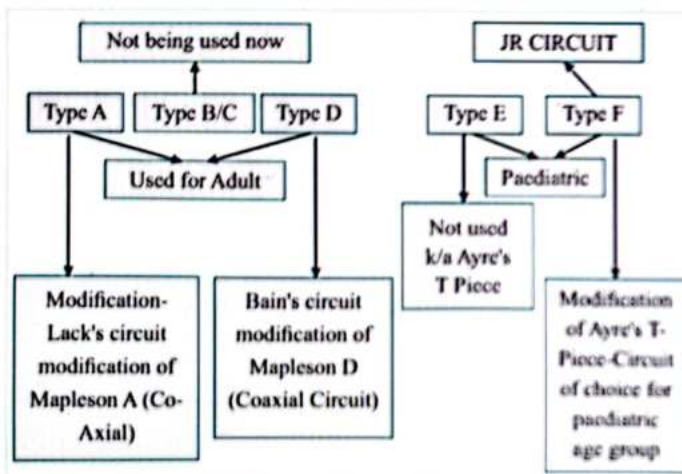 Not being used now
JR CIRCUIT
Type A
Type B/C
Type D
Type E
Type F
Used for Adult
Paediatric
Not used
k/a Ayre's
T Piece
Modification-
Lack's circuit
modification of
Mapleson A (Co-
Axial)
Bain's circuit
modification of
Mapleson D
(Coaxial Circuit)
Modification
of Ayre's T-
Piece-Circuit
of choice for
paediatric
age group